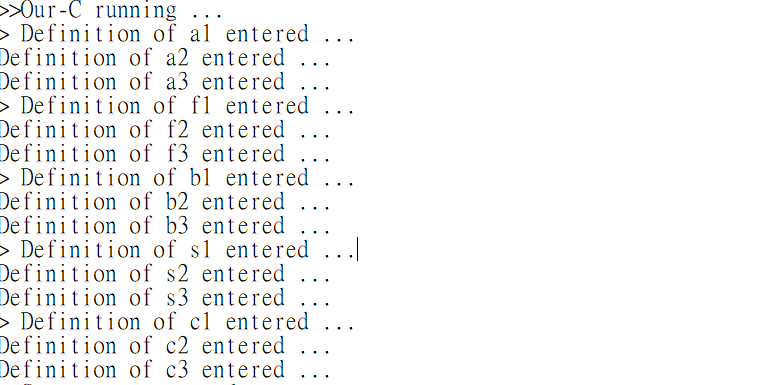 >>Our-C running ...
> Definition of a1 entered ...
Definition of a2 entered ...
Definition of a3 entered ...
> Definition of f1 entered ...
Definition of f2 entered ...
Definition of f3 entered ...
> Definition of b1 entered ...
Definition of b2 entered ...
Definition of b3 entered ...
> Definition of s1 entered ...
Definition of s2 entered ...
Definition of s3 entered ...
> Definition of c1 entered ...
Definition of c2 entered ...
Definition of c3 entered ...